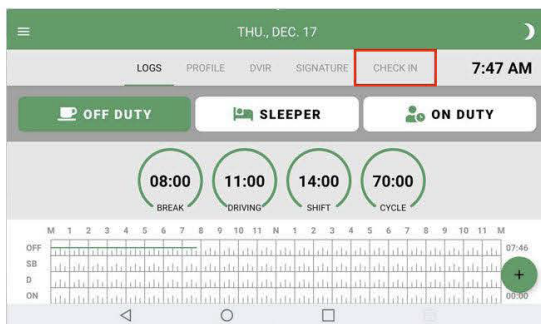 THU., DEC. 17
LOGS PROFILE DVIR SIGNATURE CHECK IN 7:47 AM
OFF DUTY SLEEPER ON DUTY
08:00 11:00 14:00 70:00
BREAK DRIVING SHIFT CYCLE
M 1 2 3 4 5 6 7 8 9 10 11 N 1 2 3 4 5 6 7 8 9 10 11 M
OFF 07:46
SB
D
+
ON 00:00